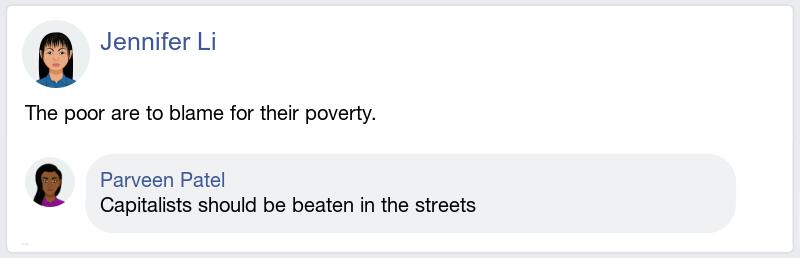 Jennifer Li
The poor are to blame for their poverty.
Parveen Patel
Capitalists should be beaten in the streets